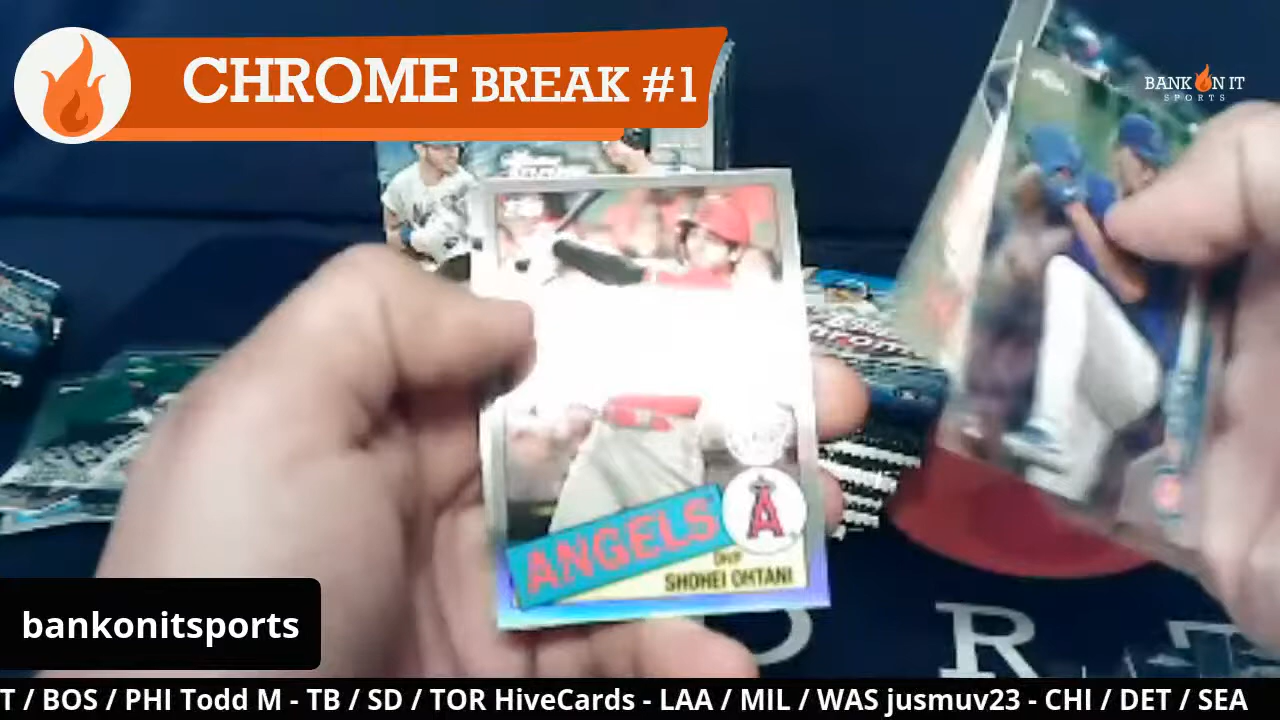 CHROME BREAK #1
BANK ON IT
SPORTS
ANGELS
A
DH/P
SHOHEI OHTANI
bankonitsports
R
T / BOS / PHI Todd M - TB / SD / TOR HiveCards - LAA / MIL / WAS jusmuv23 - CHI / DET / SEA